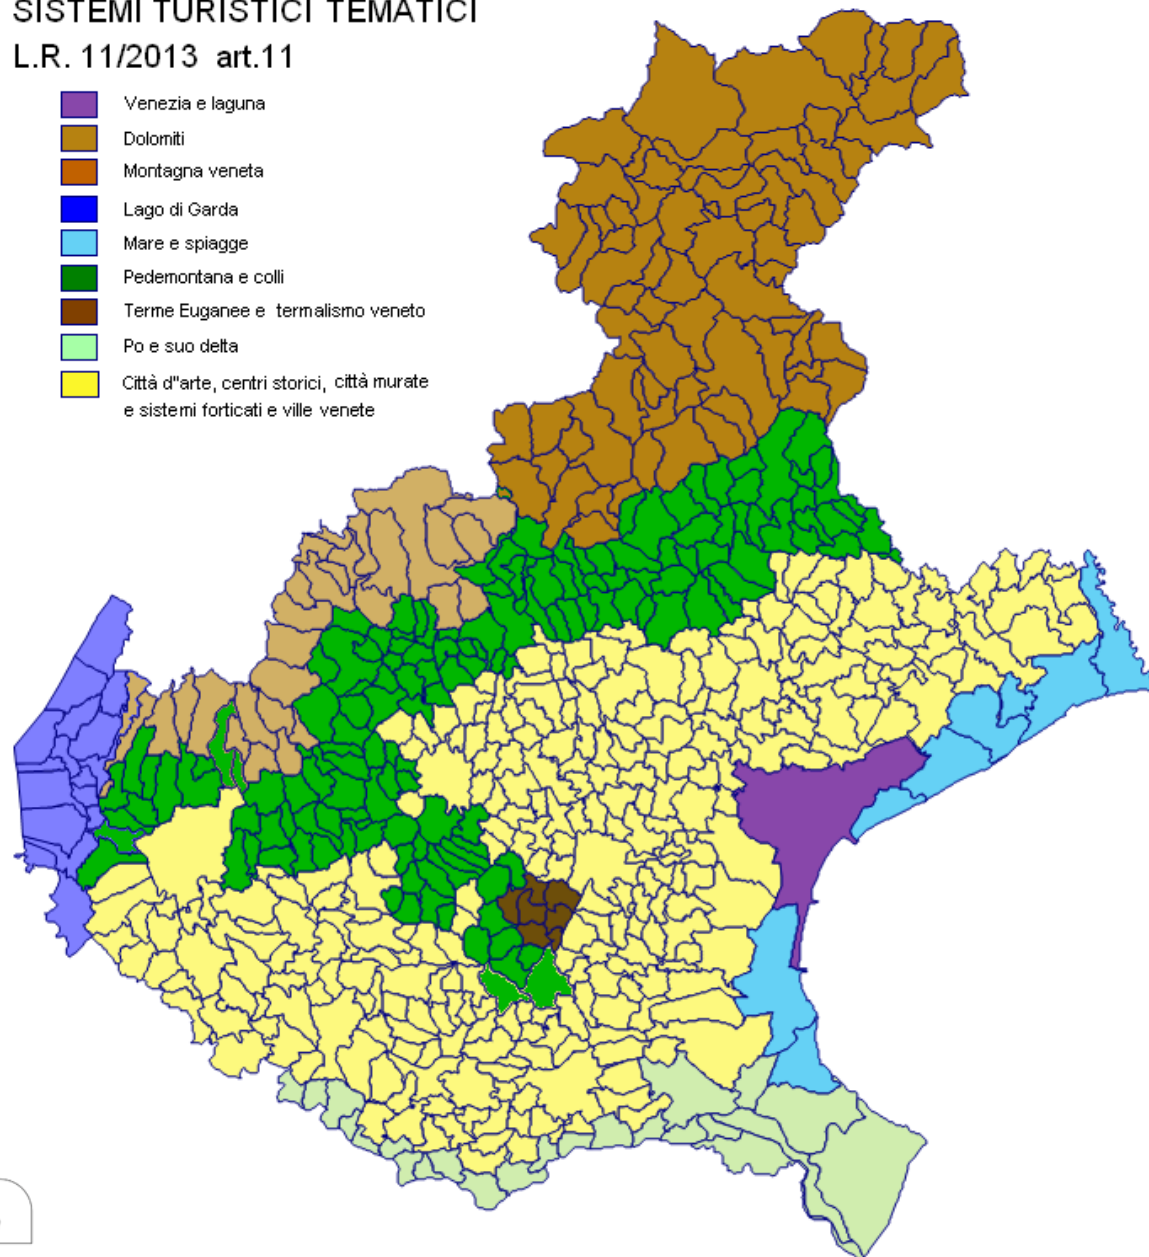 SISTEMI TURISTICI TEMATICI
L.R. 11/2013 art.11
Venezia e laguna
Dolomiti
Montagna veneta
Lago di Garda
Mare e spiagge
Pedemontana e colli
Terme Euganee e termalismo veneto
Po e suo delta
Città d"arte, centri storici, città murate
e sistemi forticati e ville venete